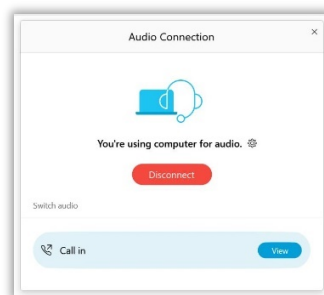 Audio Connection
You're using computer for audio.
Disconnect
Switch audio
Call in
View